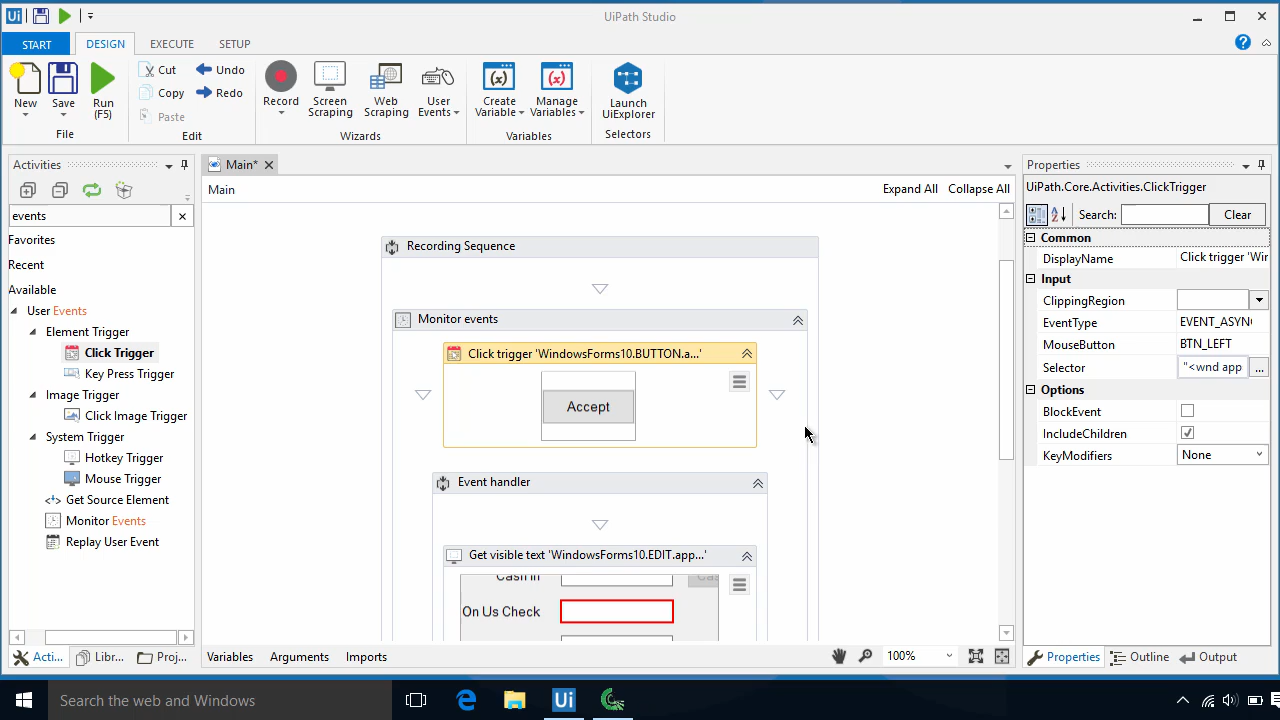 Ui
UiPath Studio
START DESIGN EXECUTE SETUP
New
Save
Run
(F5)
File
Cut
Copy
Paste
Undo
Redo
Edit
Record
Screen
Scraping
Web
Scraping
User
Events
Wizards
Create
Variable
Manage
Variables
Variables
Launch
UiExplorer
Selectors
Activities
events
Favorites
Recent
Available
User Events
Element Trigger
Click Trigger
Key Press Trigger
Image Trigger
Click Image Trigger
System Trigger
Hotkey Trigger
Mouse Trigger
Get Source Element
Monitor Events
Replay User Event
Acti...
Libr...
Proj...
Main*
Main
Expand All Collapse All
Recording Sequence
Monitor events
Click trigger 'WindowsForms10.BUTTON.a...'
Accept
Event handler
Get visible text 'WindowsForms10.EDIT.app...'
Cash In
On Us Check
Variables Arguments Imports
100%
Properties
UiPath.Core.Activities.ClickTrigger
Search: Clear
Common
DisplayName Click trigger 'Wir
Input
ClippingRegion
EventType EVENT_ASYN
MouseButton BTN_LEFT
Selector "<wnd app ...
Options
BlockEvent
IncludeChildren
KeyModifiers None
Properties Outline Output
Search the web and Windows
Ui